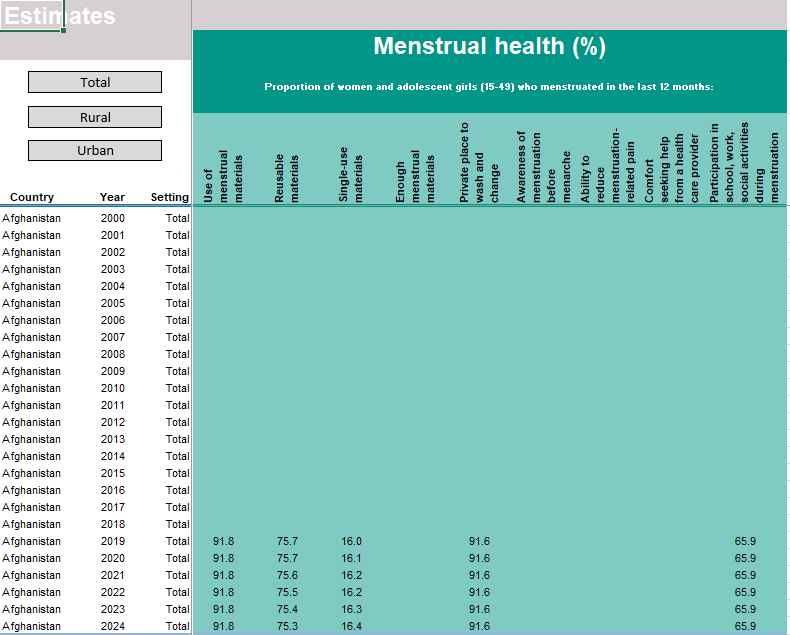 Estimates
Menstrual health (%)
Proportion of women and adolescent girls (15-49) who menstruated in the last 12 months:
Total
Rural
Urban
Country Year Setting
Use of
menstrual
materials
Reusable
materials
Single-use
materials
Enough
menstrual
materials
Private place to
wash and
change
Awareness of
menstruation
before
menarche
Ability to
reduce
menstruation-
related pain
Comfort
seeking help
from a health
care provider
Participation in
school, work,
social activities
during
menstruation
Afghanistan 2000 Total
Afghanistan 2001 Total
Afghanistan 2002 Total
Afghanistan 2003 Total
Afghanistan 2004 Total
Afghanistan 2005 Total
Afghanistan 2006 Total
Afghanistan 2007 Total
Afghanistan 2008 Total
Afghanistan 2009 Total
Afghanistan 2010 Total
Afghanistan 2011 Total
Afghanistan 2012 Total
Afghanistan 2013 Total
Afghanistan 2014 Total
Afghanistan 2015 Total
Afghanistan 2016 Total
Afghanistan 2017 Total
Afghanistan 2018 Total
Afghanistan 2019 Total 91.8 75.7 16.0 91.6 65.9
Afghanistan 2020 Total 91.8 75.7 16.1 91.6 65.9
Afghanistan 2021 Total 91.8 75.6 16.2 91.6 65.9
Afghanistan 2022 Total 91.8 75.5 16.2 91.6 65.9
Afghanistan 2023 Total 91.8 75.4 16.3 91.6 65.9
Afghanistan 2024 Total 91.8 75.3 16.4 91.6 65.9